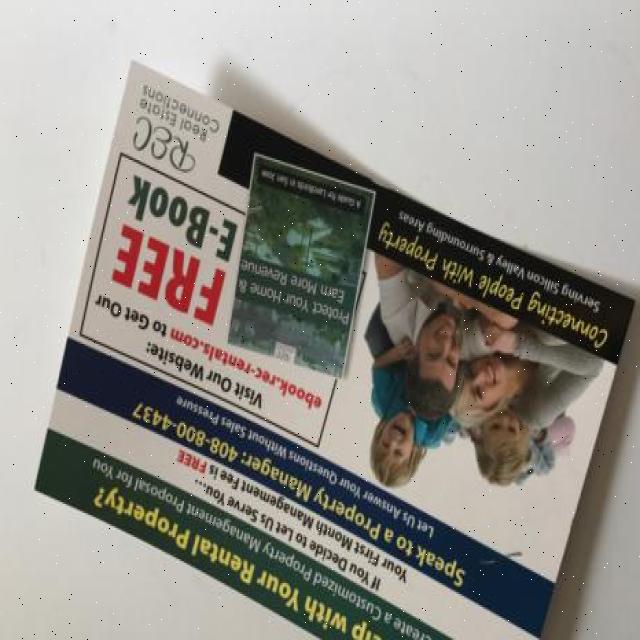 with Your Rental Property?
Create a Customized Property Management Proposal for You
If You Decide to Let Us Serve You...
Your First Month Management Fee is FREE
Speak to a Property Manager: 408-800-4437
Let Us Answer Your Questions Without Sales Pressure
Visit Our Website:
ebook.rec-rentals.com to Get Our
FREE
E-Book
Protect Your Home &
Earn More Revenue
A Guide for Landlords in San Jose
Connecting People With Property
Serving Silicon Valley & Surrounding Areas
REC
Real Estate
Connections